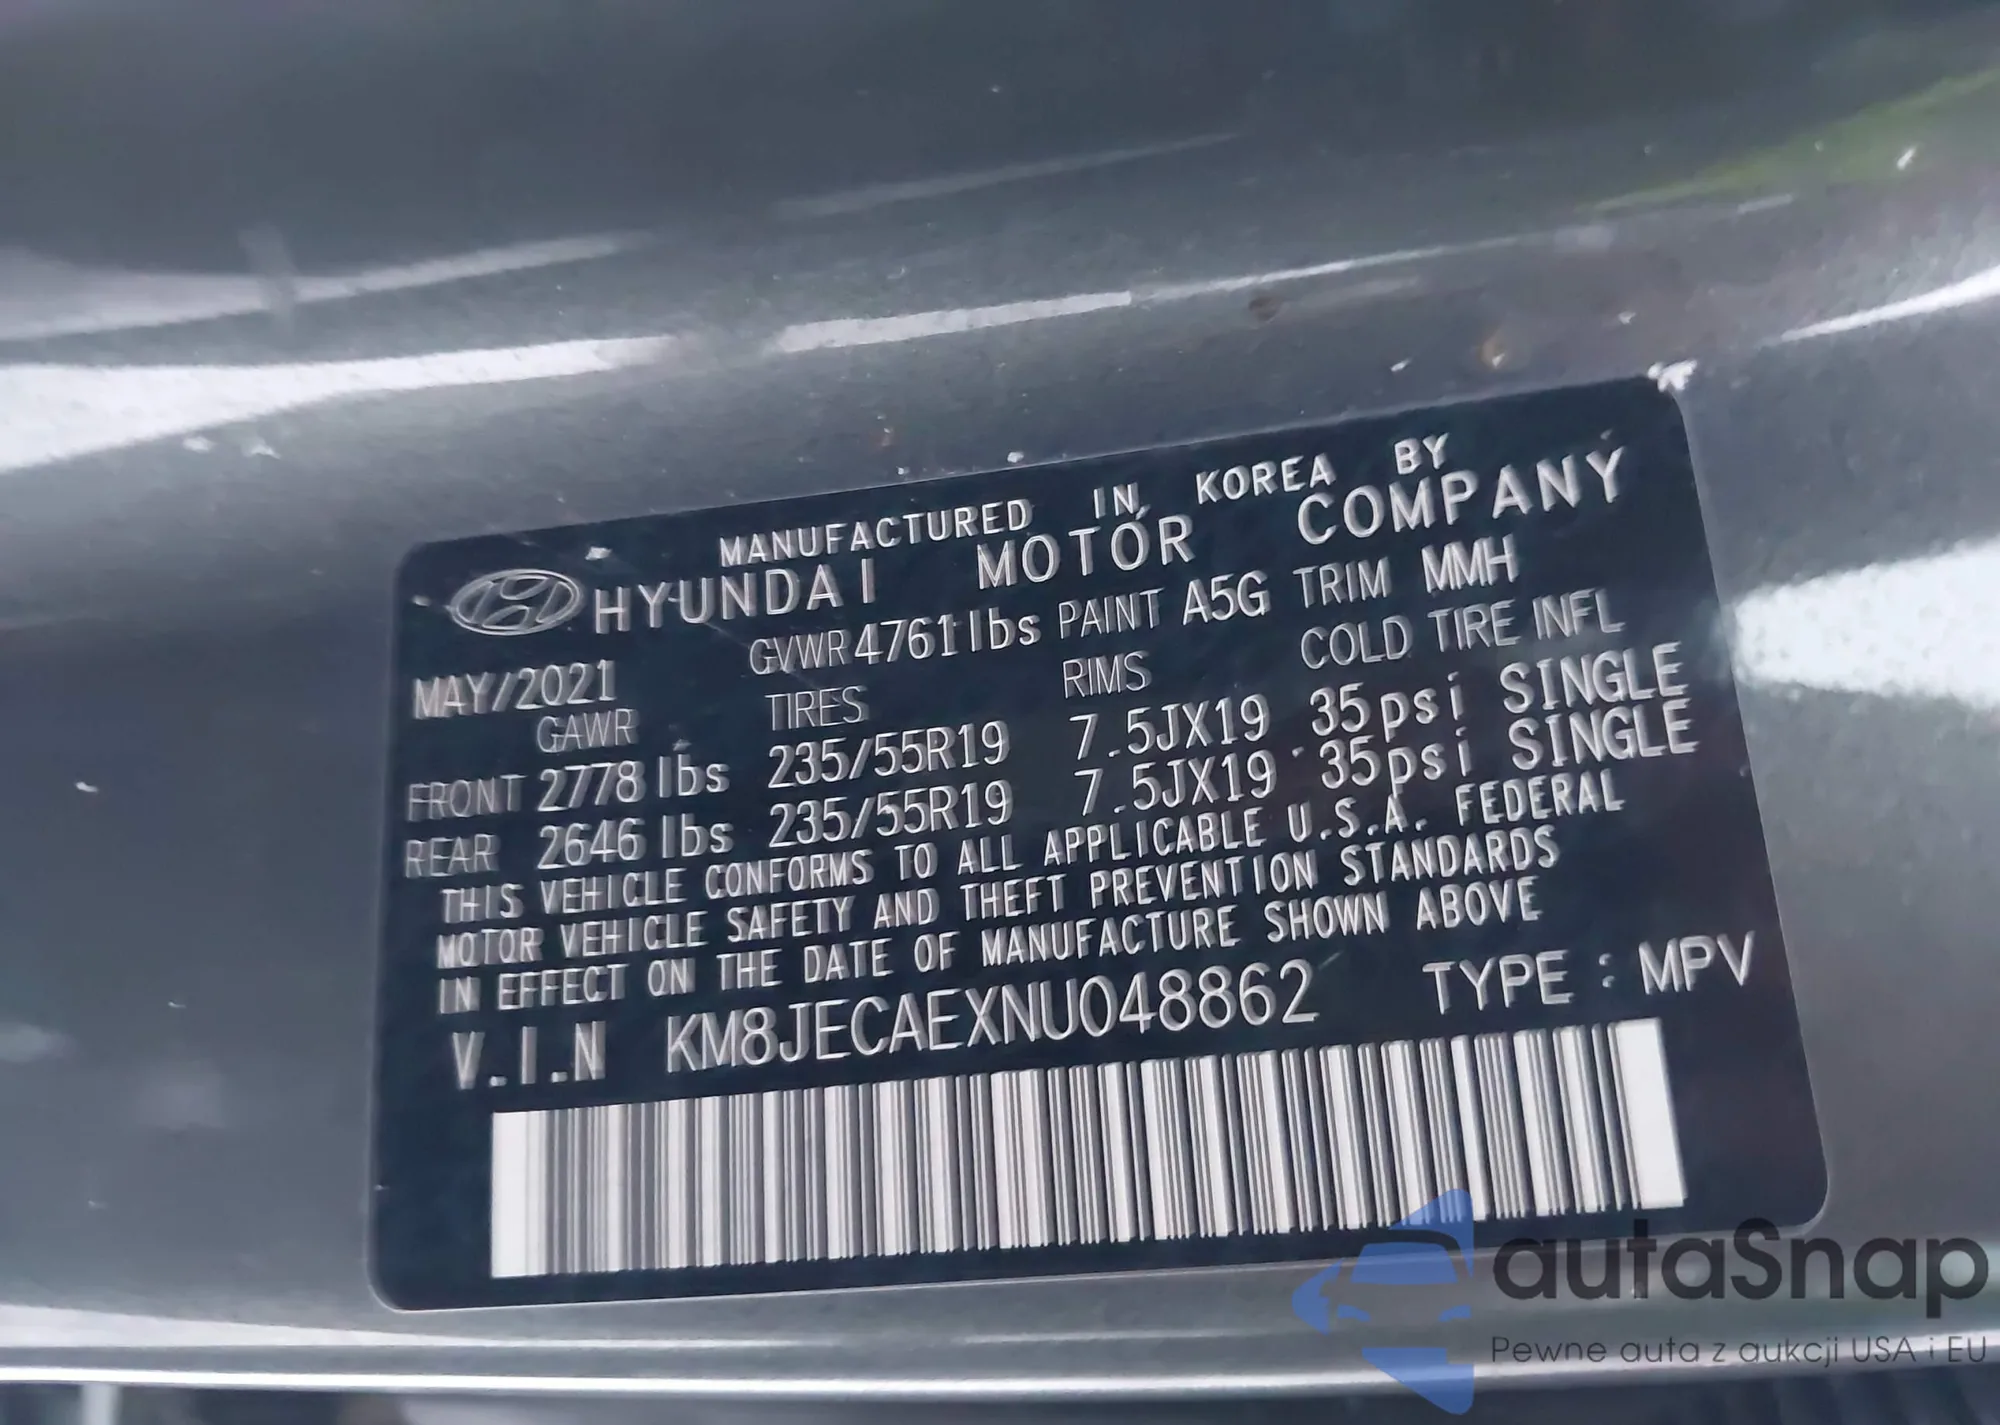 MANUFACTURED IN KOREA BY
HYUNDAI MOTOR COMPANY
MAY/2021 GVWR 4761lbs PAINT A5G TRIM MMH
GAWR TIRES RIMS COLD TIRE INFL
FRONT 2778 lbs 235/55R19 7.5JX19 35psi SINGLE
REAR 2646 lbs 235/55R19 7.5JX19 35psi SINGLE
THIS VEHICLE CONFORMS TO ALL APPLICABLE U.S.A. FEDERAL
MOTOR VEHICLE SAFETY AND THEFT PREVENTION STANDARDS
IN EFFECT ON THE DATE OF MANUFACTURE SHOWN ABOVE
V.I.N KM8JECAEXNU048862 TYPE : MPV
autaSnap
Pewne auta z aukcji USA i EU